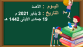 اليوم : الأحد
التاريخ : 3 يناير 2021 م
19 جمادى الأولى 1442 هـ